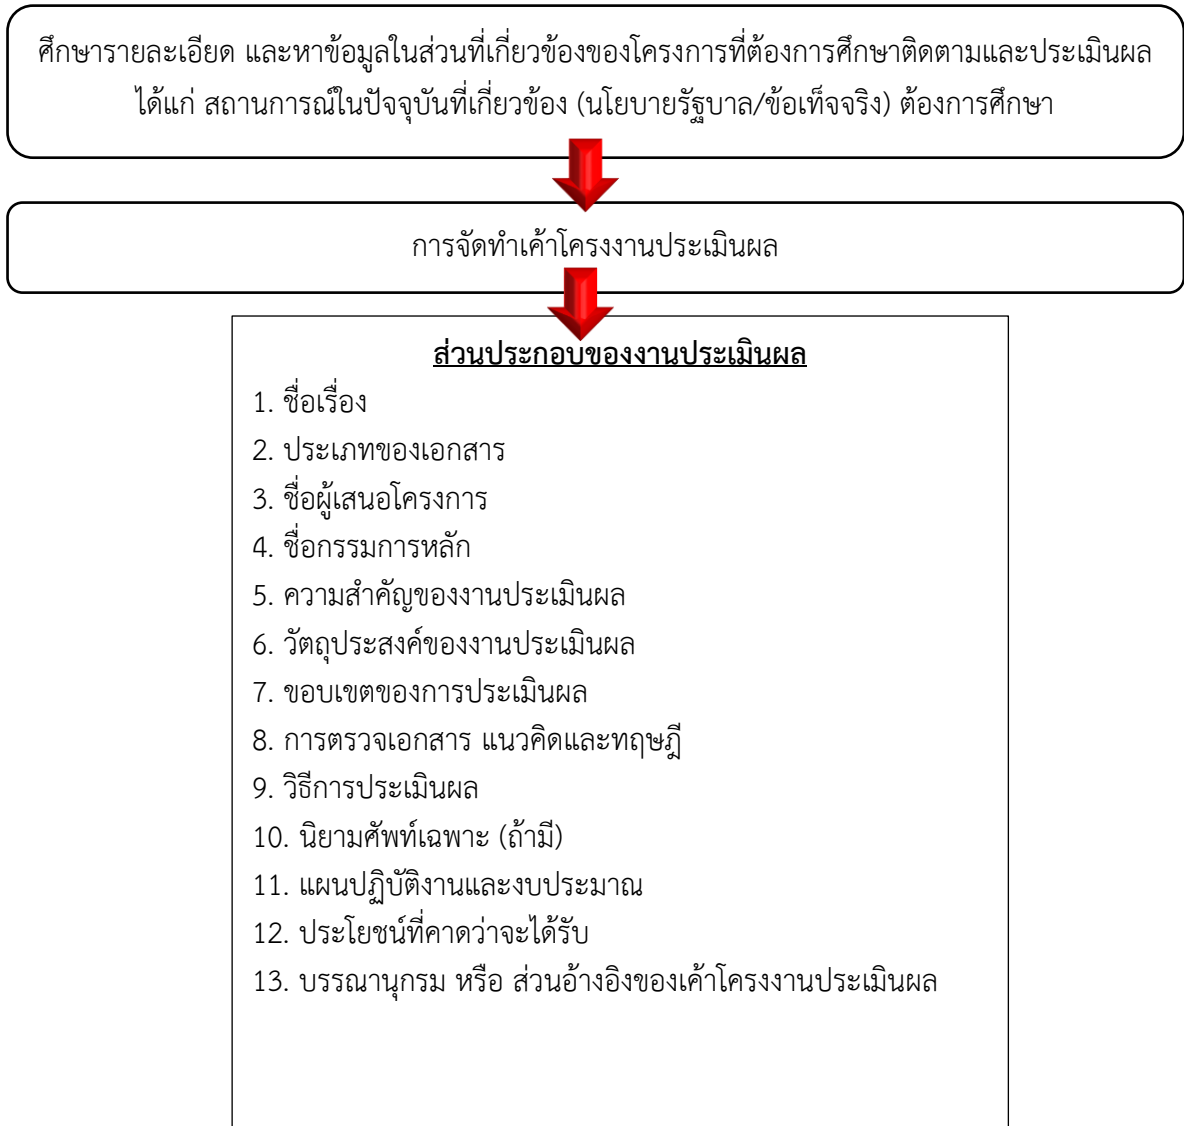 ศึกษารายละเอียด และหาข้อมูลในส่วนที่เกี่ยวข้องของโครงการที่ต้องการศึกษาติดตามและประเมินผล
ได้แก่ สถานการณ์ในปัจจุบันที่เกี่ยวข้อง (นโยบายรัฐบาล/ข้อเท็จจริง) ต้องการศึกษา
การจัดทำเค้าโครงงานประเมินผล
ส่วนประกอบของงานประเมินผล
1. ชื่อเรื่อง
2. ประเภทของเอกสาร
3. ชื่อผู้เสนอโครงการ
4. ชื่อกรรมการหลัก
5. ความสำคัญของงานประเมินผล
6. วัตถุประสงค์ของงานประเมินผล
7. ขอบเขตของการประเมินผล
8. การตรวจเอกสาร แนวคิดและทฤษฎี
9. วิธีการประเมินผล
10. นิยามศัพท์เฉพาะ (ถ้ามี)
11. แผนปฏิบัติงานและงบประมาณ
12. ประโยชน์ที่คาดว่าจะได้รับ
13. บรรณานุกรม หรือ ส่วนอ้างอิงของเค้าโครงงานประเมินผล